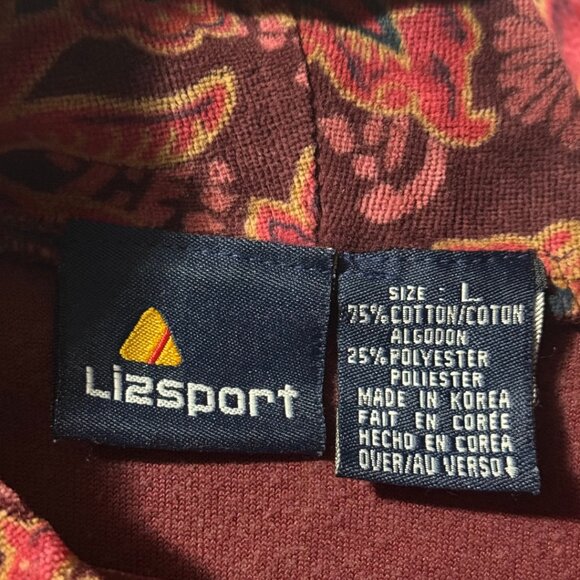 Lizsport
SIZE : L
75% COTTON/COTON
ALGODON
25% POLYESTER
POLIESTER
MADE IN KOREA
FAIT EN CORÉE
HECHO EN COREA
OVER/AU VERSO↓